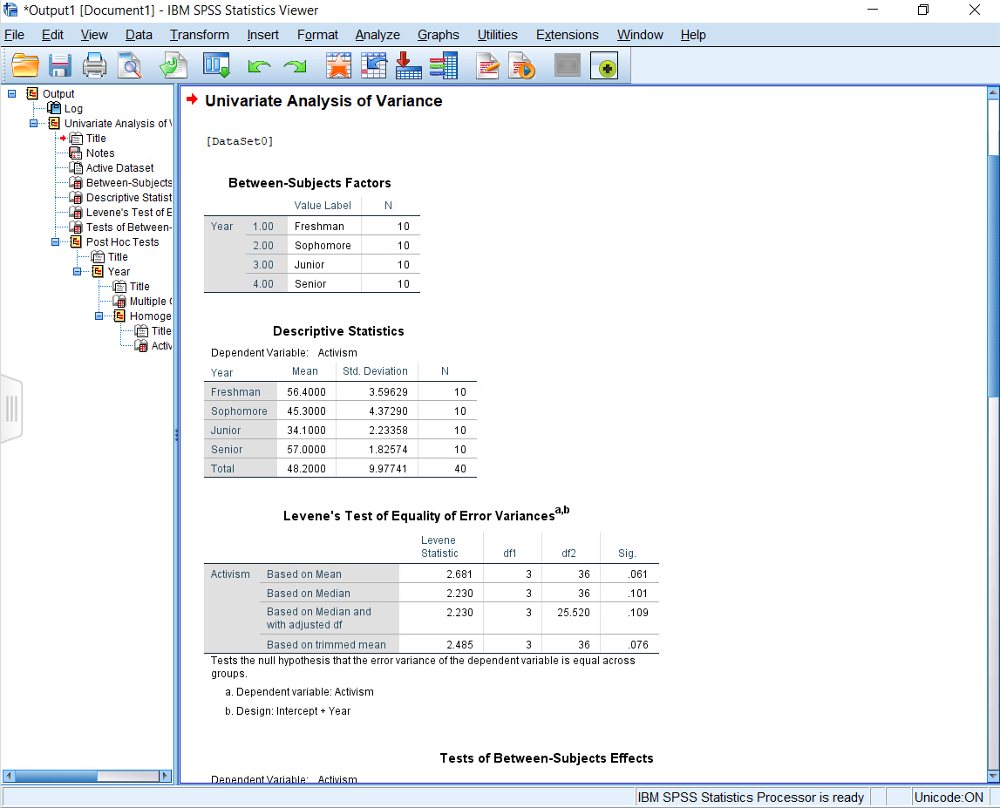 *Output1 [Document1] - IBM SPSS Statistics Viewer
File Edit View Data Transform Insert Format Analyze Graphs Utilities Extensions Window Help
Output
Log
Univariate Analysis of V
Title
Notes
Active Dataset
Between-Subjects
Descriptive Statist
Levene's Test of E
Tests of Between-
Post Hoc Tests
Title
Year
Title
Multiple C
Homoge
Title
Activ
Univariate Analysis of Variance
[DataSet0]
Between-Subjects Factors
Value Label N
Year 1.00 Freshman 10
2.00 Sophomore 10
3.00 Junior 10
4.00 Senior 10
Descriptive Statistics
Dependent Variable: Activism
Year Mean Std. Deviation N
Freshman 56.4000 3.59629 10
Sophomore 45.3000 4.37290 10
Junior 34.1000 2.23358 10
Senior 57.0000 1.82574 10
Total 48.2000 9.97741 40
Levene's Test of Equality of Error Variancesa,b
Levene
Statistic df1 df2 Sig.
Activism Based on Mean 2.681 3 36 .061
Based on Median 2.230 3 36 .101
Based on Median and
with adjusted df 2.230 3 25.520 .109
Based on trimmed mean 2.485 3 36 .076
Tests the null hypothesis that the error variance of the dependent variable is equal across
groups.
a. Dependent variable: Activism
b. Design: Intercept + Year
Tests of Between-Subjects Effects
Dependent Variable: Activism
IBM SPSS Statistics Processor is ready Unicode:ON